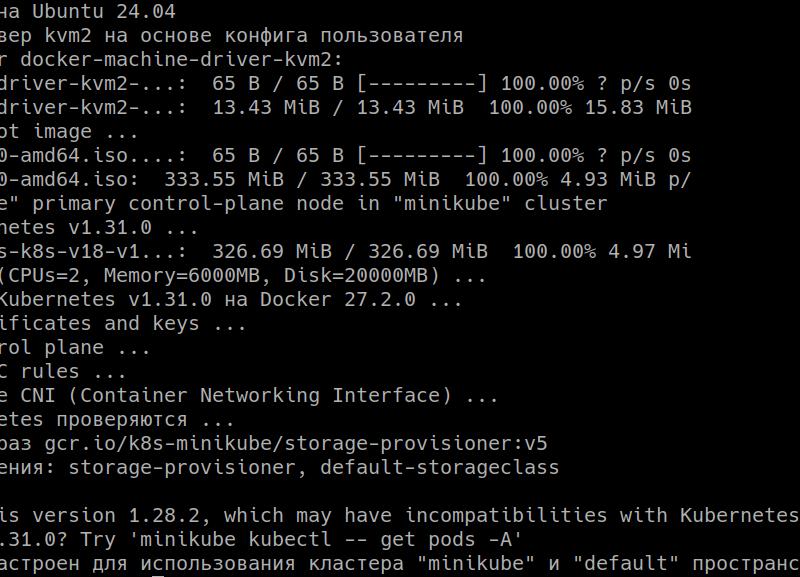 на Ubuntu 24.04
вер kvm2 на основе конфига пользователя
r docker-machine-driver-kvm2:
driver-kvm2-...:  65 B / 65 B [---------] 100.00% ? p/s 0s
driver-kvm2-...:  13.43 MiB / 13.43 MiB  100.00% 15.83 MiB
ot image ...
0-amd64.iso....:  65 B / 65 B [---------] 100.00% ? p/s 0s
0-amd64.iso:  333.55 MiB / 333.55 MiB  100.00% 4.93 MiB p/
e" primary control-plane node in "minikube" cluster
netes v1.31.0 ...
s-k8s-v18-v1...:  326.69 MiB / 326.69 MiB  100.00% 4.97 Mi
(CPUs=2, Memory=6000MB, Disk=20000MB) ...
Kubernetes v1.31.0 на Docker 27.2.0 ...
ificates and keys ...
rol plane ...
C rules ...
e CNI (Container Networking Interface) ...
etes проверяются ...
раз gcr.io/k8s-minikube/storage-provisioner:v5
ения: storage-provisioner, default-storageclass
is version 1.28.2, which may have incompatibilities with Kubernetes
.31.0? Try 'minikube kubectl -- get pods -A'
астроен для использования кластера "minikube" и "default" пространс